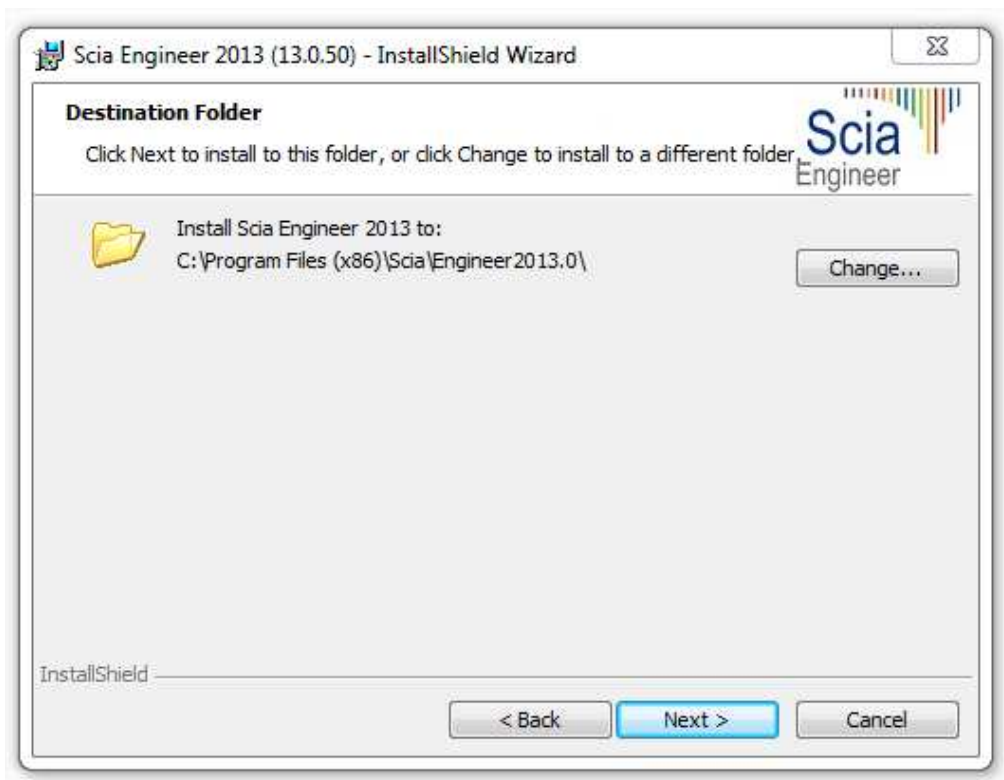 Scia Engineer 2013 (13.0.50) - InstallShield Wizard
Destination Folder
Click Next to install to this folder, or click Change to install to a different folder.
Scia
Engineer
Install Scia Engineer 2013 to:
C:\Program Files (x86)\Scia\Engineer2013.0\
Change...
InstallShield
< Back
Next >
Cancel